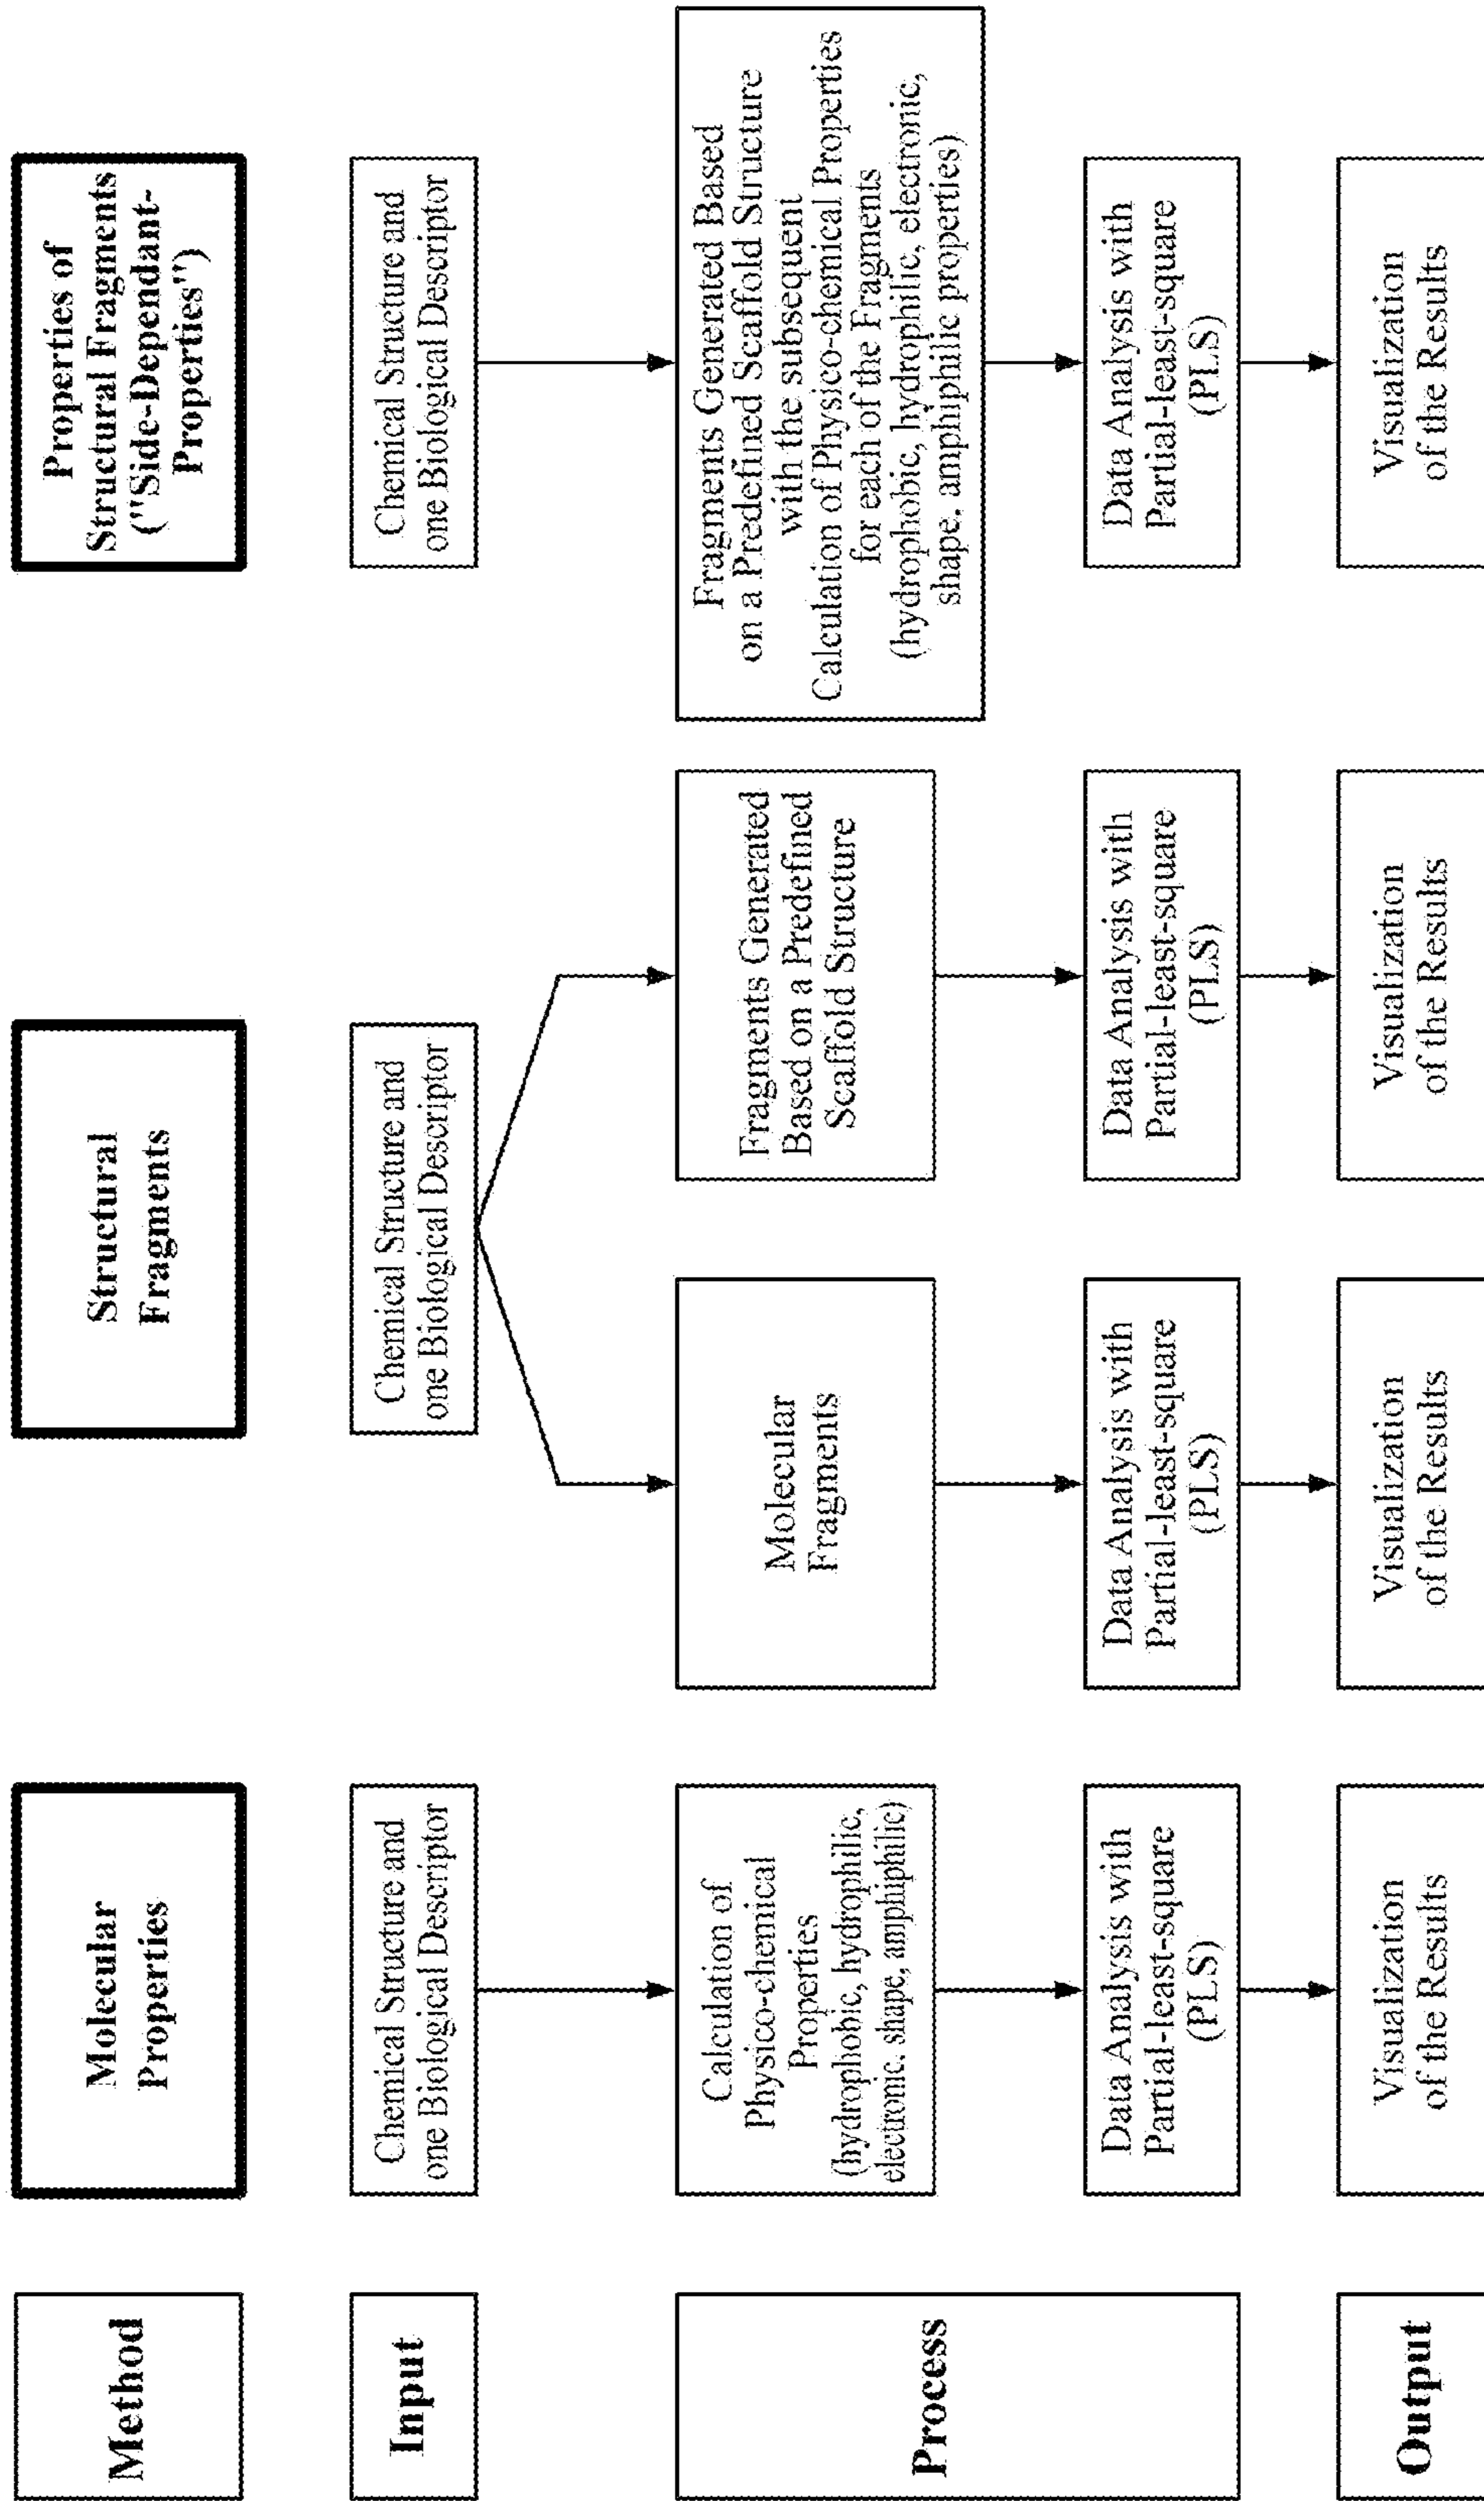 Method
Molecular
Properties
Structural
Fragments
Properties of
Structural Fragments
("Side-Dependant-
Properties")
Input
Chemical Structure and
one Biological Descriptor
Chemical Structure and
one Biological Descriptor
Chemical Structure and
one Biological Descriptor
Process
Calculation of
Physico-chemical
Properties
(hydrophobic, hydrophilic,
electronic, shape, amphiphilic)
Molecular
Fragments
Fragments Generated
Based on a Predefined
Scaffold Structure
Fragments Generated Based
on a Predefined Scaffold Structure
with the subsequent
Calculation of Physico-chemical Properties
for each of the Fragments
(hydrophobic, hydrophilic, electronic,
shape, amphiphilic properties)
Data Analysis with
Partial-least-square
(PLS)
Data Analysis with
Partial-least-square
(PLS)
Data Analysis with
Partial-least-square
(PLS)
Data Analysis with
Partial-least-square
(PLS)
Output
Visualization
of the Results
Visualization
of the Results
Visualization
of the Results
Visualization
of the Results